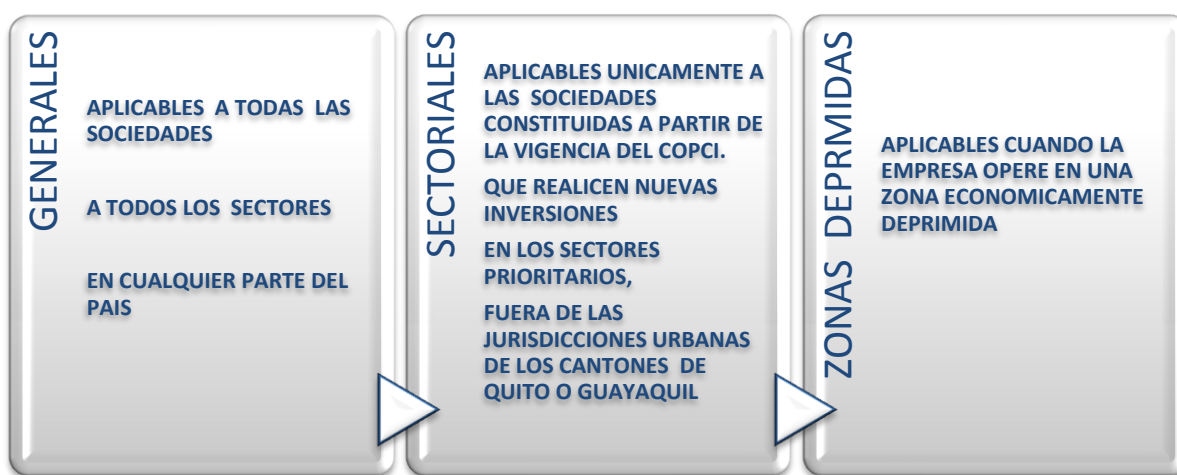 GENERALES
APLICABLES A TODAS LAS
SOCIEDADES
A TODOS LOS SECTORES
EN CUALQUIER PARTE DEL
PAIS
SECTORIALES
APLICABLES UNICAMENTE A
LAS SOCIEDADES
CONSTITUIDAS A PARTIR DE
LA VIGENCIA DEL COPCI.
QUE REALICEN NUEVAS
INVERSIONES
EN LOS SECTORES
PRIORITARIOS,
FUERA DE LAS
JURISDICCIONES URBANAS
DE LOS CANTONES DE
QUITO O GUAYAQUIL
ZONAS DEPRMIDAS
APLICABLES CUANDO LA
EMPRESA OPERE EN UNA
ZONA ECONOMICAMENTE
DEPRIMIDA